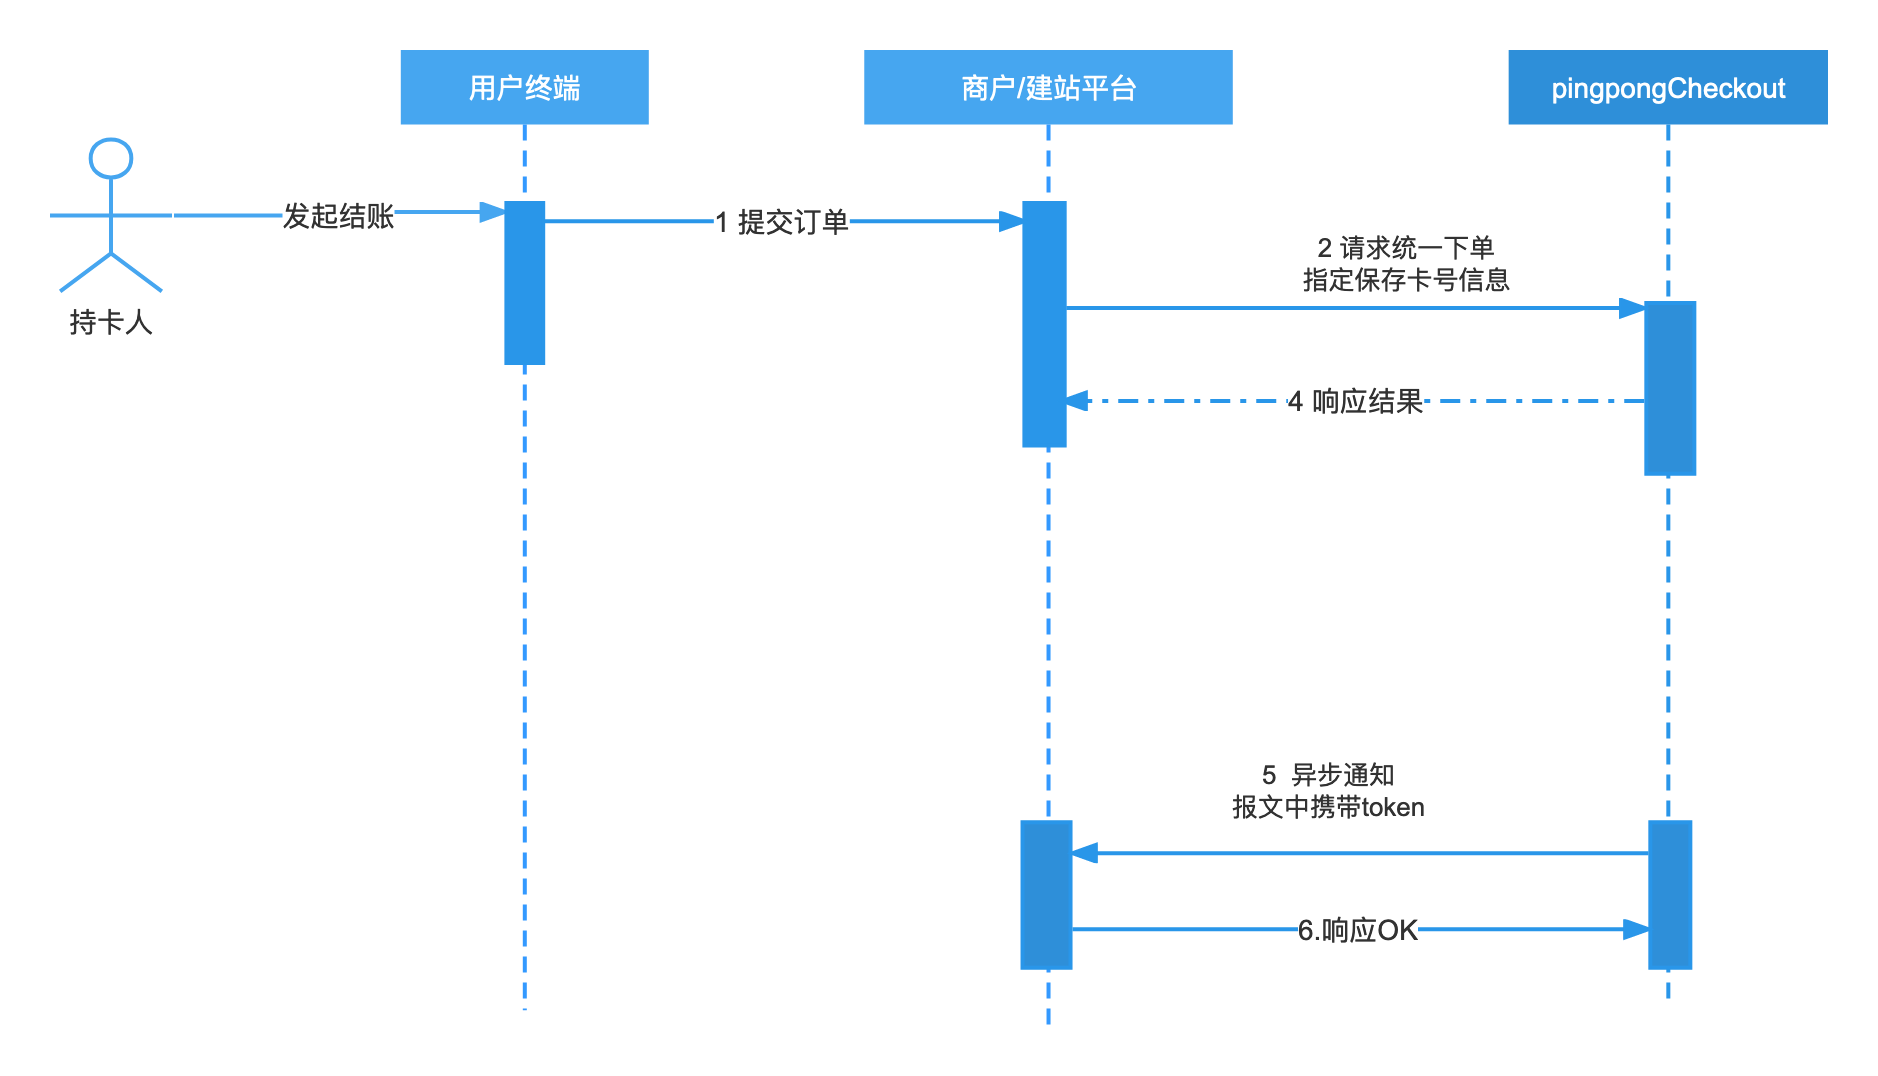 用户终端
商户/建站平台
pingpongCheckout
发起结账
1 提交订单
2 请求统一下单
指定保存卡号信息
持卡人
4 响应结果
5 异步通知
报文中携带token
6.响应OK